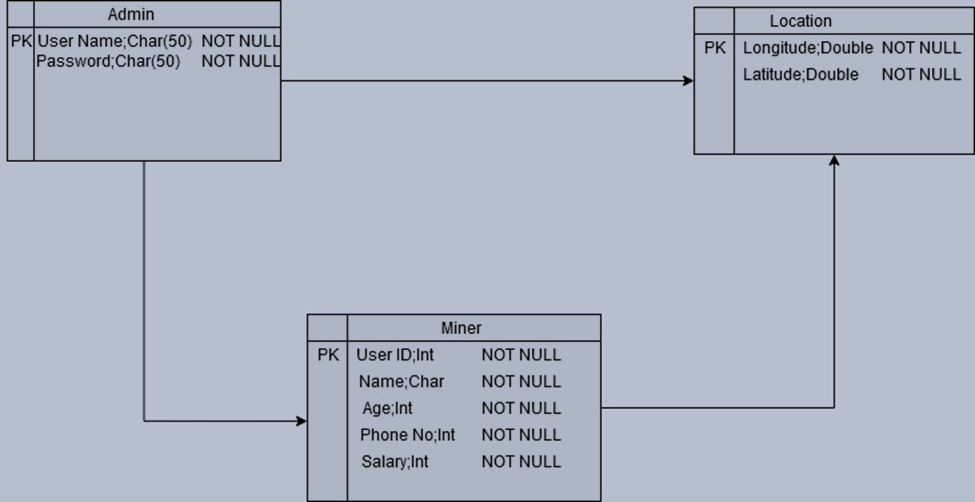 Admin
PK User Name;Char(50) NOT NULL
Password;Char(50) NOT NULL
Location
PK Longitude;Double NOT NULL
Latitude;Double NOT NULL
Miner
PK User ID;Int NOT NULL
Name;Char NOT NULL
Age;Int NOT NULL
Phone No;Int NOT NULL
Salary;Int NOT NULL